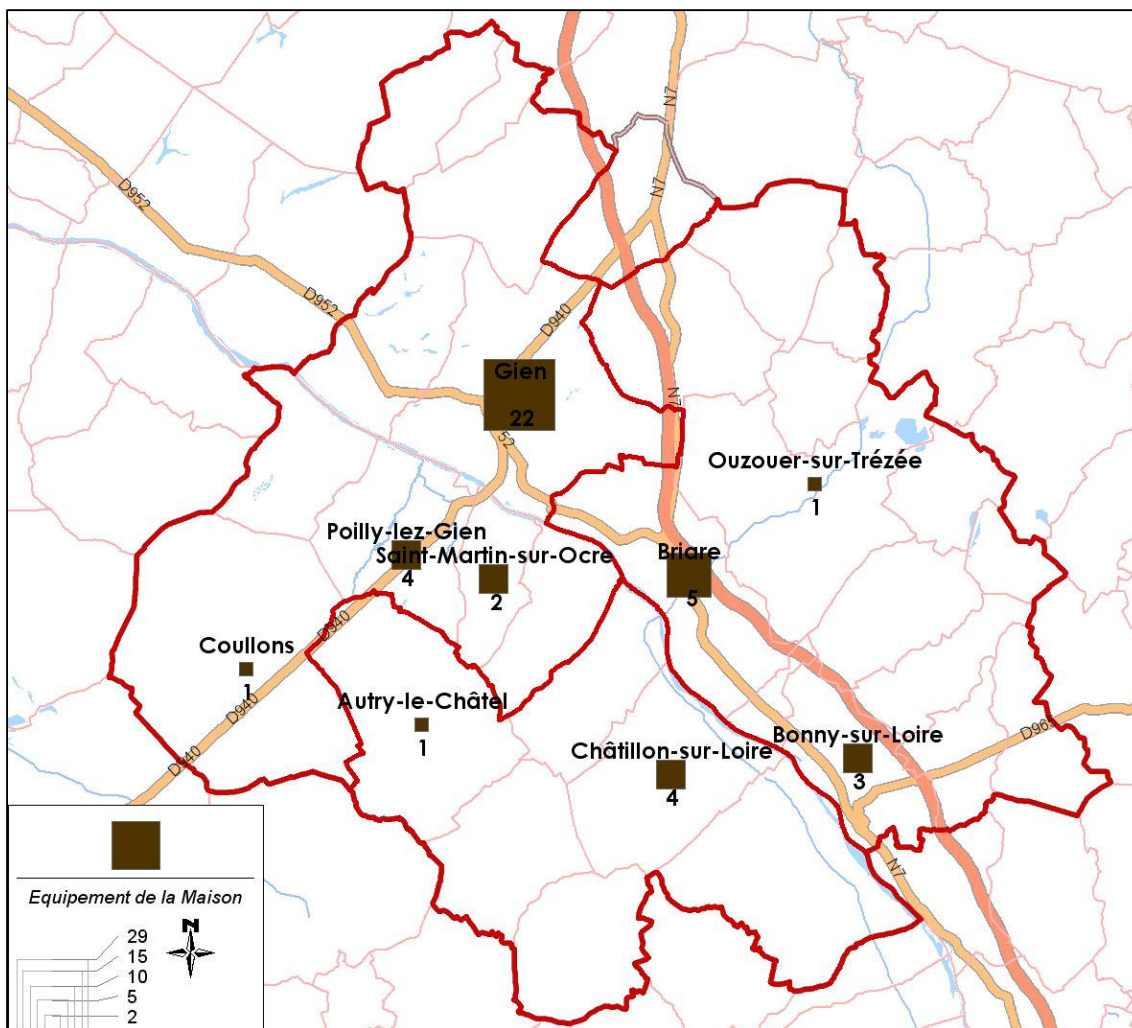 N7
D952
N7
D952
D940
Gien
22
52
N7
Ouzouer-sur-Trézée
1
Poilly-lez-Gien
4
Saint-Martin-sur-Ocre
2
Briare
5
D940
Coullons
1
D940
Autry-le-Châtel
1
D940
Châtillon-sur-Loire
4
Bonny-sur-Loire
3
N7
Equipement de la Maison
N
29
15
10
5
2